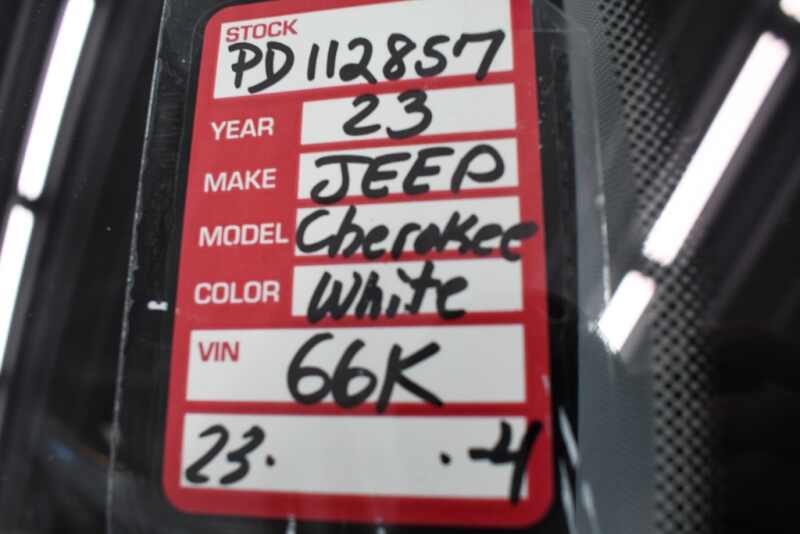 STOCK
PD112857
YEAR 23
MAKE JEEP
MODEL Cherokee
COLOR White
VIN 66K
23. .-4